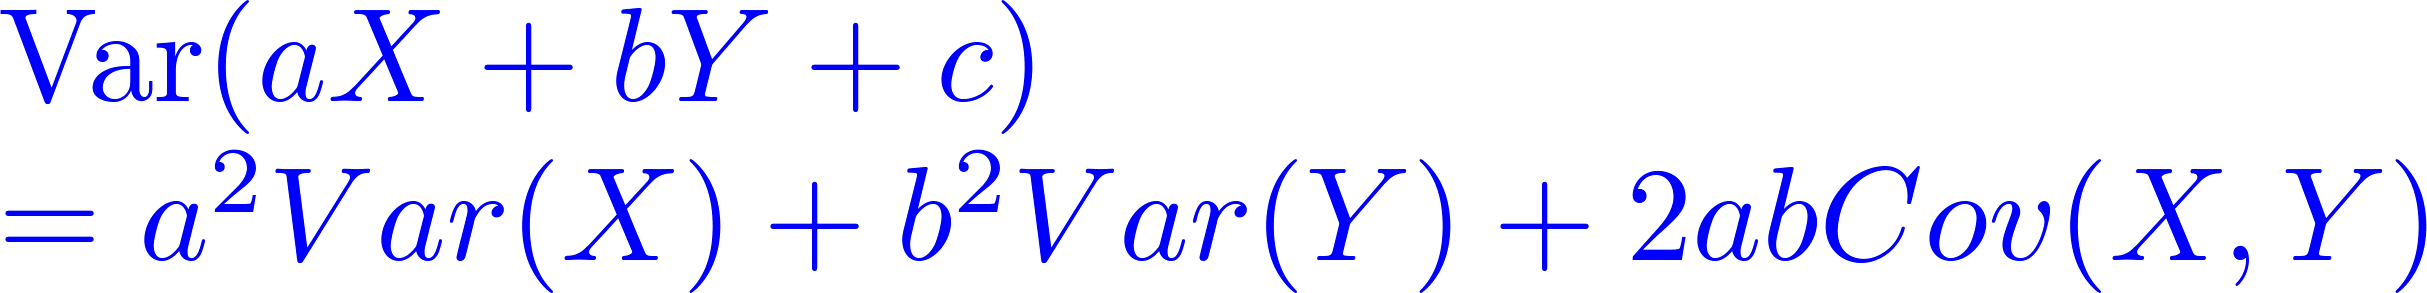 Var(aX + bY + c)
= a²Var(X) + b²Var(Y) + 2abCov(X, Y)